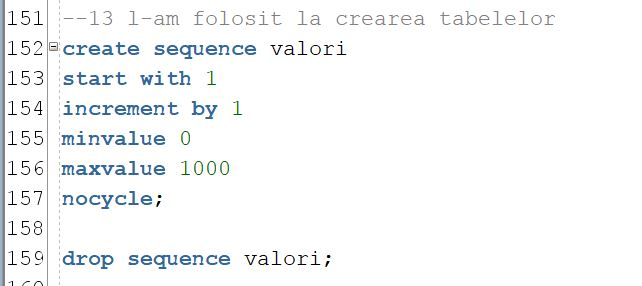 151 --13 l-am folosit la crearea tabelelor
152 create sequence valori
153 start with 1
154 increment by 1
155 minvalue 0
156 maxvalue 1000
157 nocycle;
158
159 drop sequence valori;